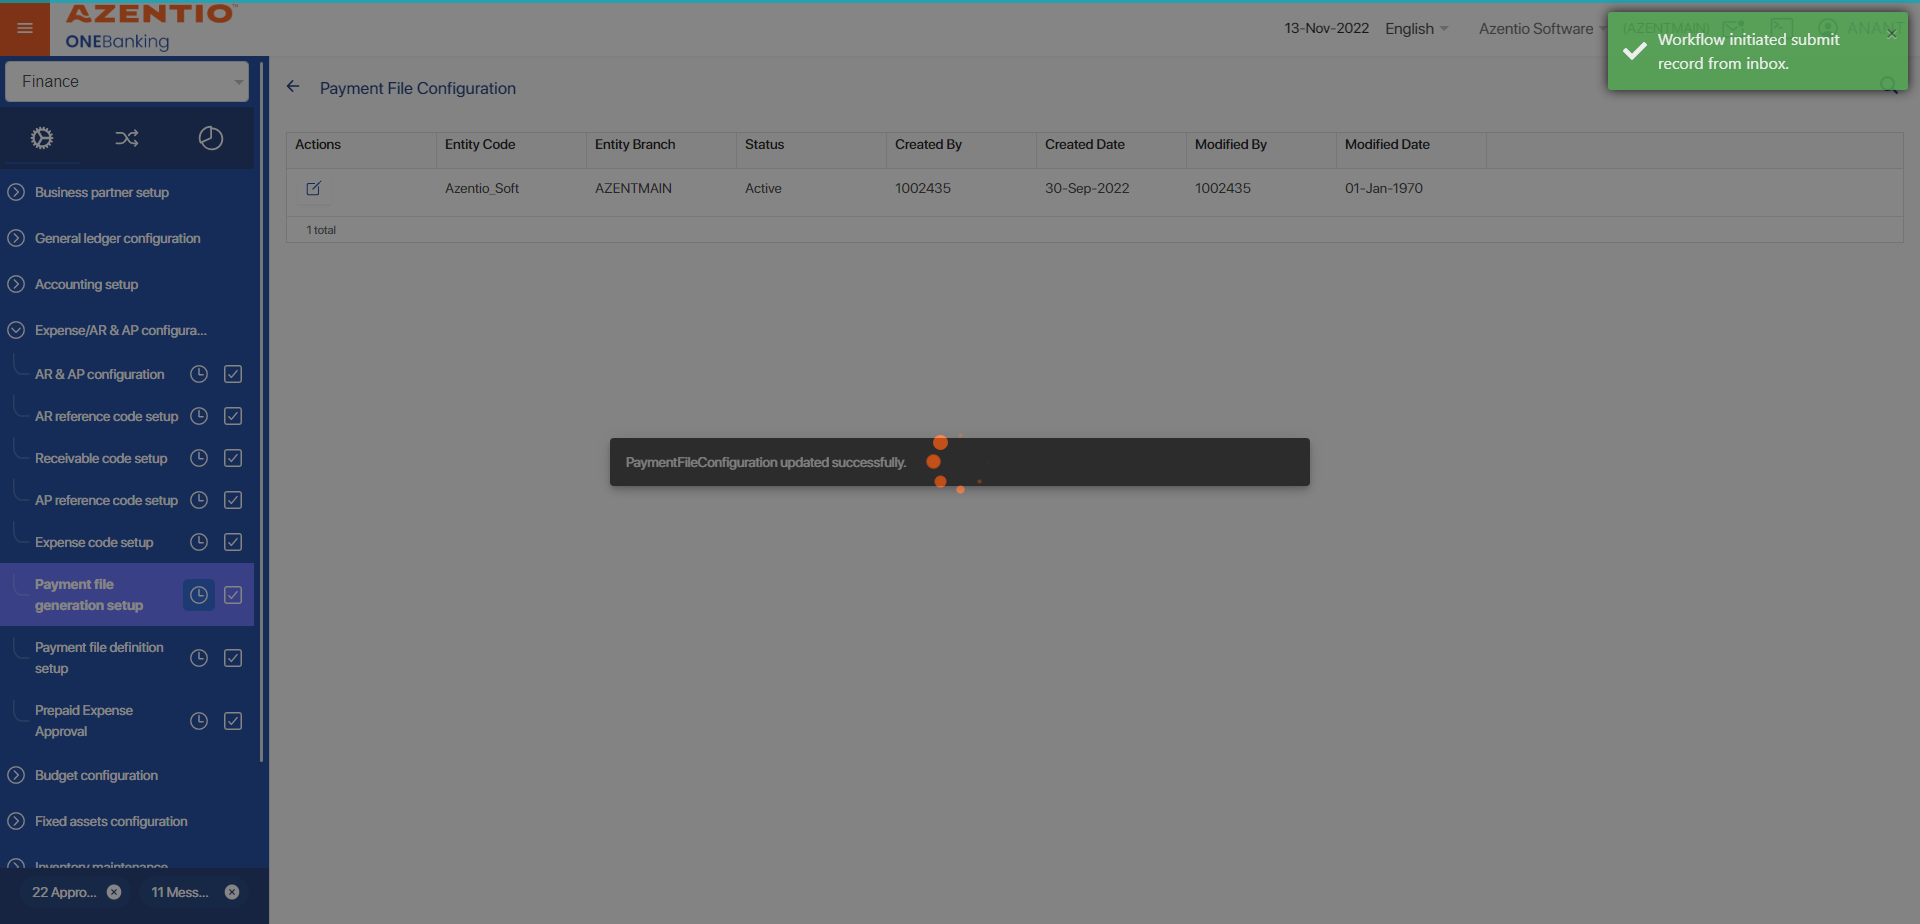 AZENTIO™
ONEBanking
13-Nov-2022 English Azentio Software (AZENTMAIN) ANANT
Workflow initiated submit
record from inbox.
×
Finance
Payment File Configuration
Actions Entity Code Entity Branch Status Created By Created Date Modified By Modified Date
Azentio_Soft AZENTMAIN Active 1002435 30-Sep-2022 1002435 01-Jan-1970
1 total
Business partner setup
General ledger configuration
Accounting setup
Expense/AR & AP configura...
AR & AP configuration
AR reference code setup
Receivable code setup
AP reference code setup
Expense code setup
Payment file
generation setup
Payment file definition
setup
Prepaid Expense
Approval
Budget configuration
Fixed assets configuration
Inventory maintenance
22 Appro... 11 Mess...
PaymentFileConfiguration updated successfully.